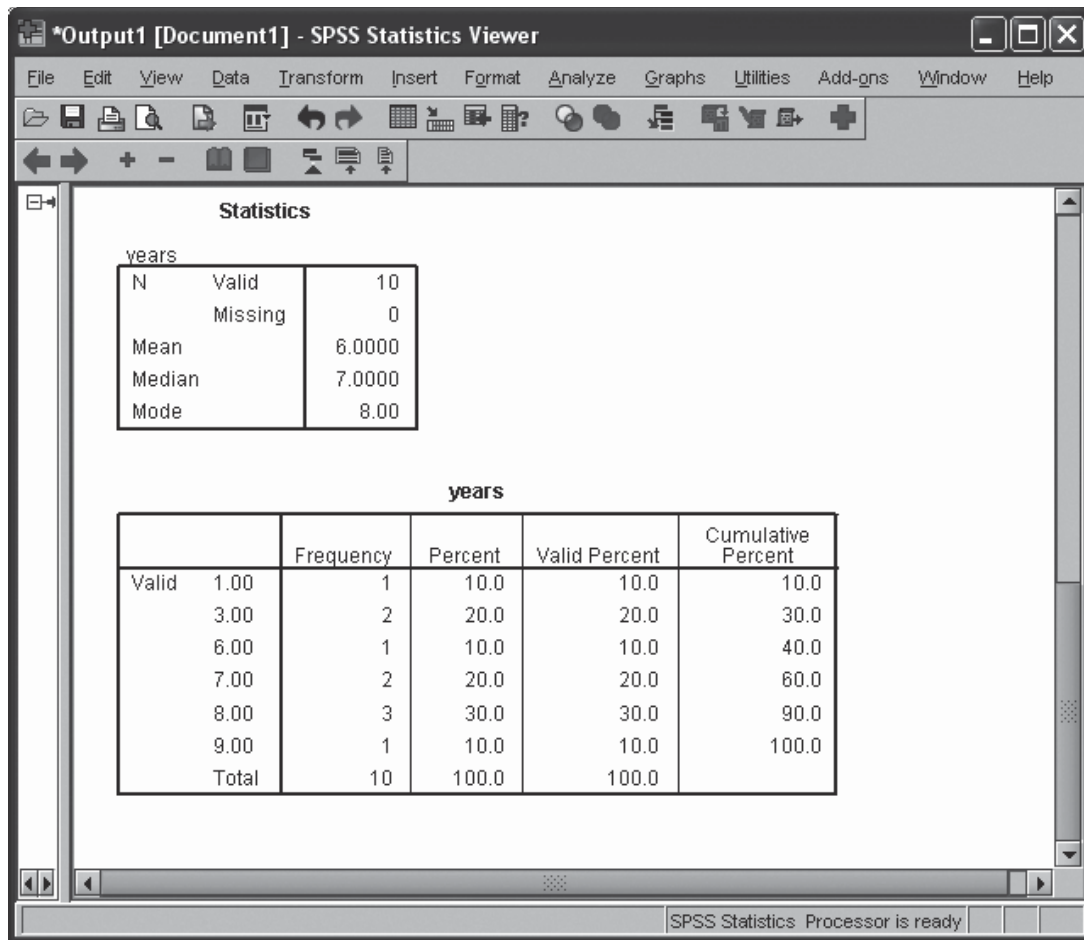 *Output1 [Document1] - SPSS Statistics Viewer
File Edit View Data Transform Insert Format Analyze Graphs Utilities Add-ons Window Help
Statistics
years
N Valid 10
Missing 0
Mean 6.0000
Median 7.0000
Mode 8.00
years
Frequency Percent Valid Percent Cumulative Percent
Valid 1.00 1 10.0 10.0 10.0
3.00 2 20.0 20.0 30.0
6.00 1 10.0 10.0 40.0
7.00 2 20.0 20.0 60.0
8.00 3 30.0 30.0 90.0
9.00 1 10.0 10.0 100.0
Total 10 100.0 100.0
SPSS Statistics Processor is ready